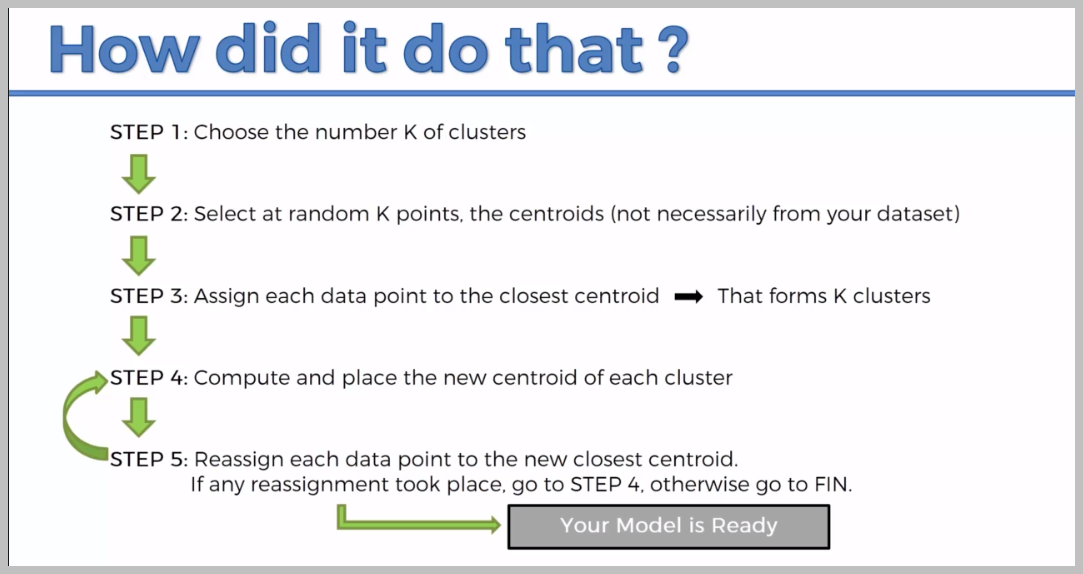 How did it do that ?
STEP 1: Choose the number K of clusters
STEP 2: Select at random K points, the centroids (not necessarily from your dataset)
STEP 3: Assign each data point to the closest centroid ➡ That forms K clusters
STEP 4: Compute and place the new centroid of each cluster
STEP 5: Reassign each data point to the new closest centroid.
If any reassignment took place, go to STEP 4, otherwise go to FIN.
Your Model is Ready